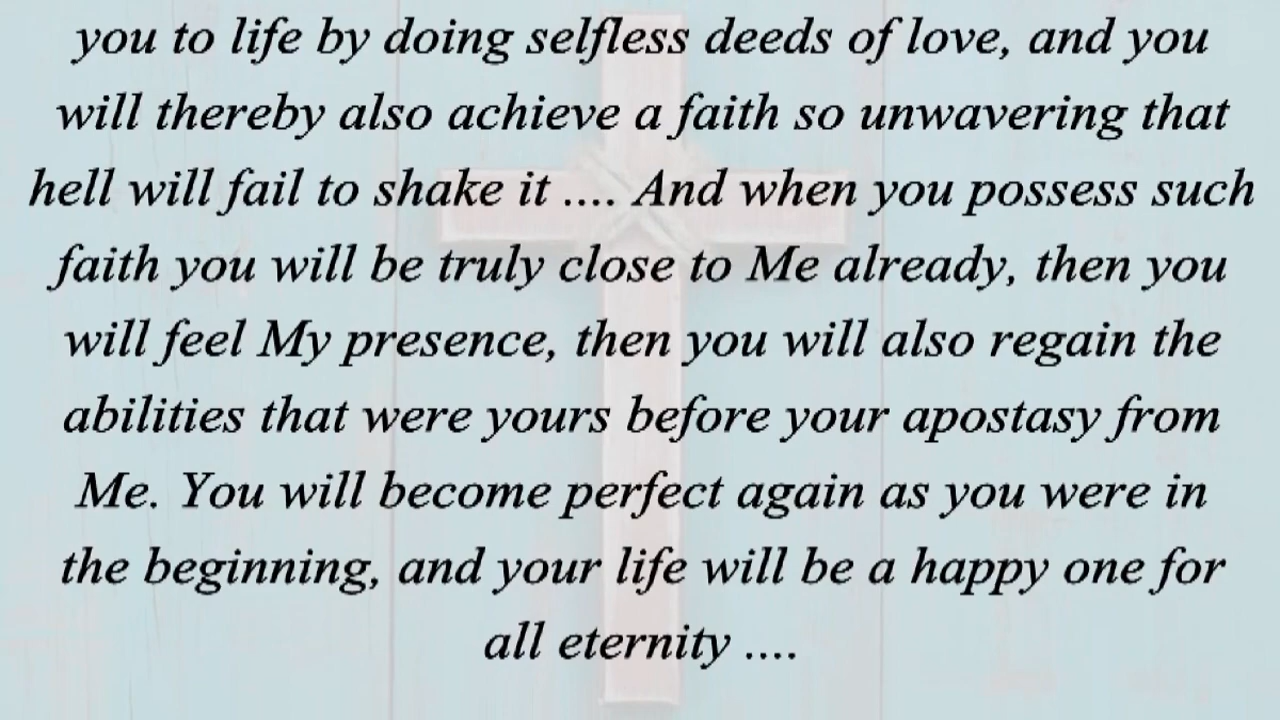 you to life by doing selfless deeds of love, and you
will thereby also achieve a faith so unwavering that
hell will fail to shake it .... And when you possess such
faith you will be truly close to Me already, then you
will feel My presence, then you will also regain the
abilities that were yours before your apostasy from
Me. You will become perfect again as you were in
the beginning, and your life will be a happy one for
all eternity ....